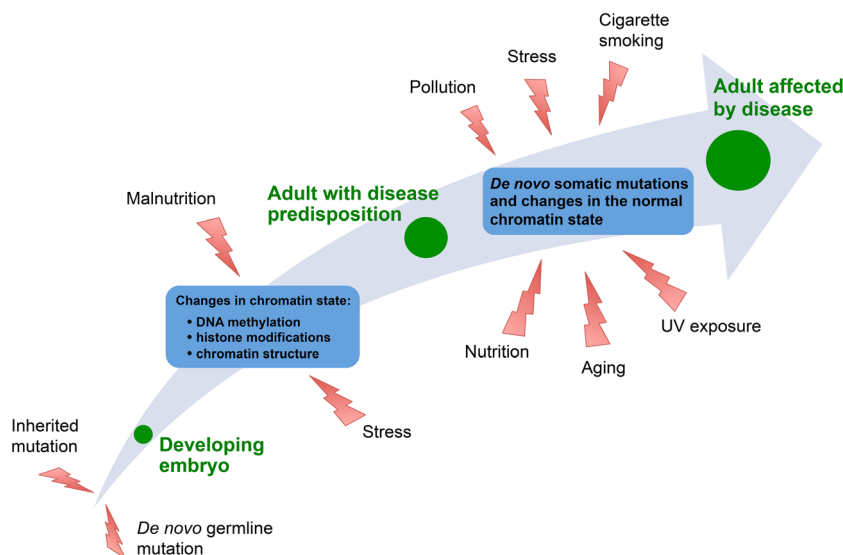 Cigarette
smoking
Stress
Pollution
Adult affected
by disease
Malnutrition
Adult with disease
predisposition
De novo somatic mutations
and changes in the normal
chromatin state
Changes in chromatin state:
• DNA methylation
• histone modifications
• chromatin structure
UV exposure
Nutrition
Aging
Stress
Inherited
mutation
Developing
embryo
De novo germline
mutation